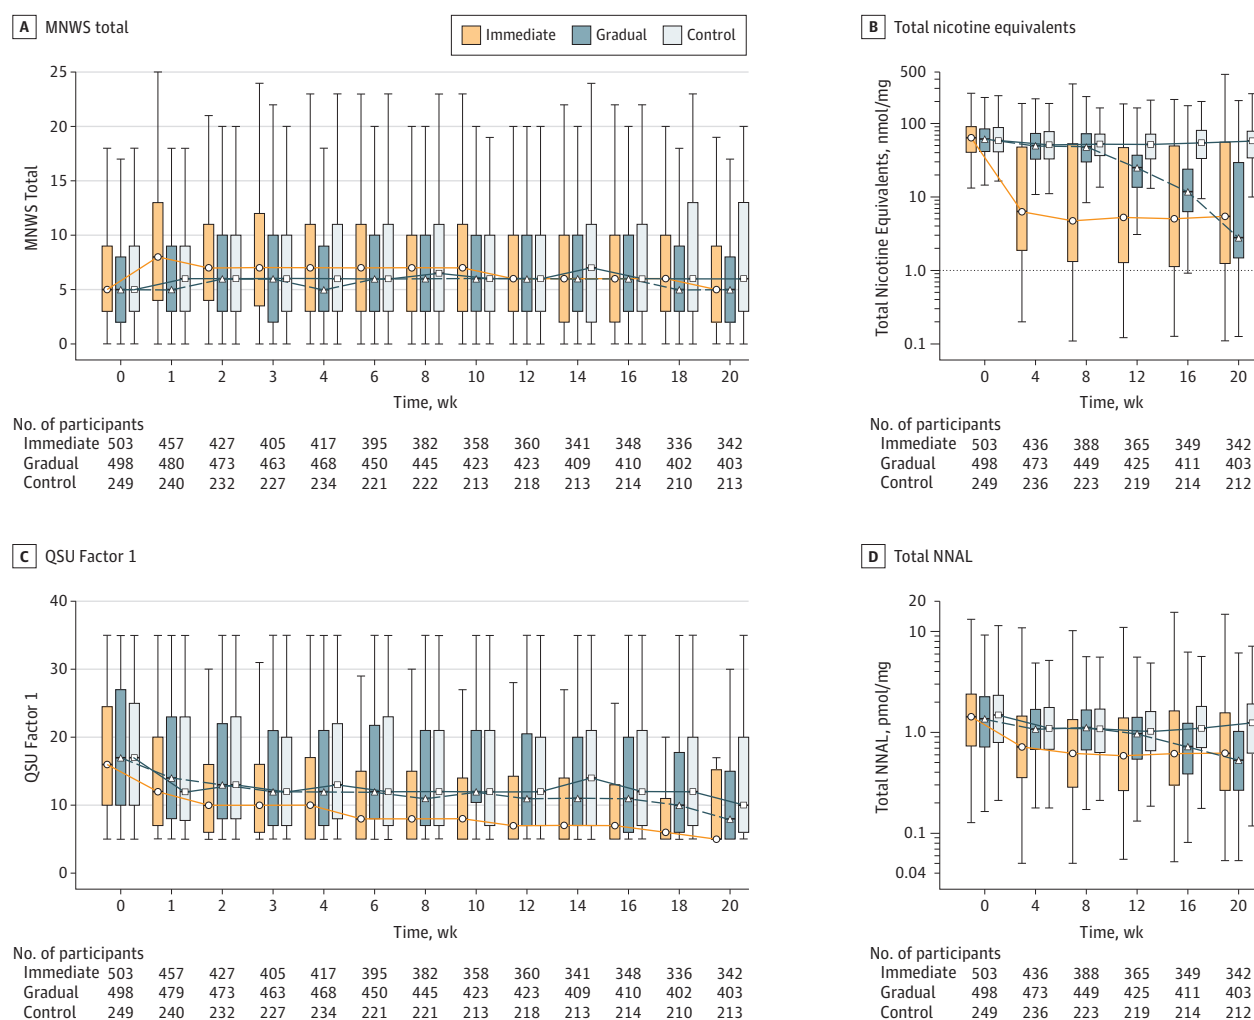 A MNWS total
Immediate Gradual Control
MNWS Total
25
20
15
10
5
0
0 1 2 3 4 6 8 10 12 14 16 18 20
Time, wk
No. of participants
Immediate 503 457 427 405 417 395 382 358 360 341 348 336 342
Gradual 498 480 473 463 468 450 445 423 423 409 410 402 403
Control 249 240 232 227 234 221 222 213 218 213 214 210 213
B Total nicotine equivalents
Total Nicotine Equivalents, nmol/mg
500
100
10
1.0
0.1
0 4 8 12 16 20
Time, wk
No. of participants
Immediate 503 436 388 365 349 342
Gradual 498 473 449 425 411 403
Control 249 236 223 219 214 212
C QSU Factor 1
QSU Factor 1
40
30
20
10
0
0 1 2 3 4 6 8 10 12 14 16 18 20
Time, wk
No. of participants
Immediate 503 457 427 405 417 395 382 358 360 341 348 336 342
Gradual 498 479 473 463 468 450 445 423 423 409 410 402 403
Control 249 240 232 227 234 221 221 213 218 213 214 210 213
D Total NNAL
Total NNAL, pmol/mg
20
10
1.0
0.1
0.04
0 4 8 12 16 20
Time, wk
No. of participants
Immediate 503 436 388 365 349 342
Gradual 498 473 449 425 411 403
Control 249 236 223 219 214 212